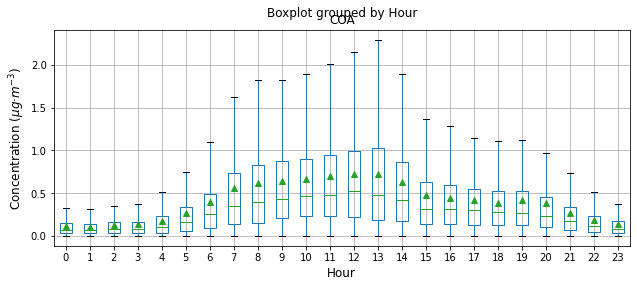 Boxplot grouped by Hour
COA
Concentration (μg·m⁻³)
2.0
1.5
1.0
0.5
0.0
0 1 2 3 4 5 6 7 8 9 10 11 12 13 14 15 16 17 18 19 20 21 22 23
Hour